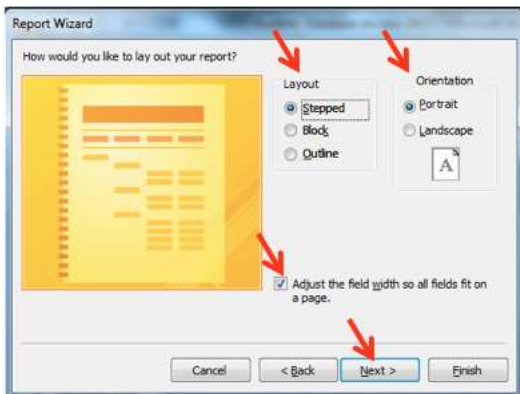 Report Wizard
How would you like to lay out your report?
Layout
Stepped
Block
Outline
Orientation
Portrait
Landscape
A
Adjust the field width so all fields fit on
a page.
Cancel
< Back
Next >
Finish